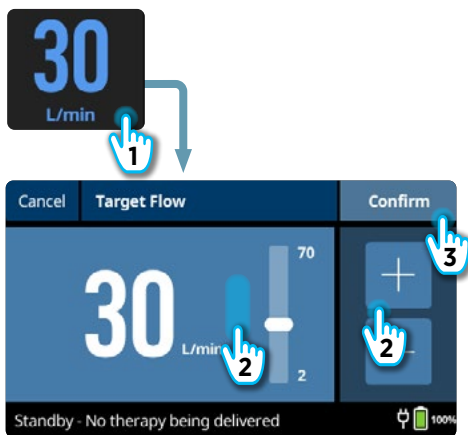 30
L/min
1
Cancel Target Flow Confirm
3
70
+
30
L/min
2
2
2
Standby - No therapy being delivered 100%